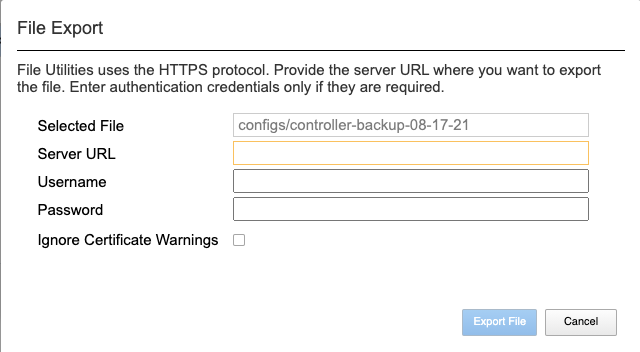 File Export
File Utilities uses the HTTPS protocol. Provide the server URL where you want to export
the file. Enter authentication credentials only if they are required.
Selected File configs/controller-backup-08-17-21
Server URL
Username
Password
Ignore Certificate Warnings
Export File Cancel